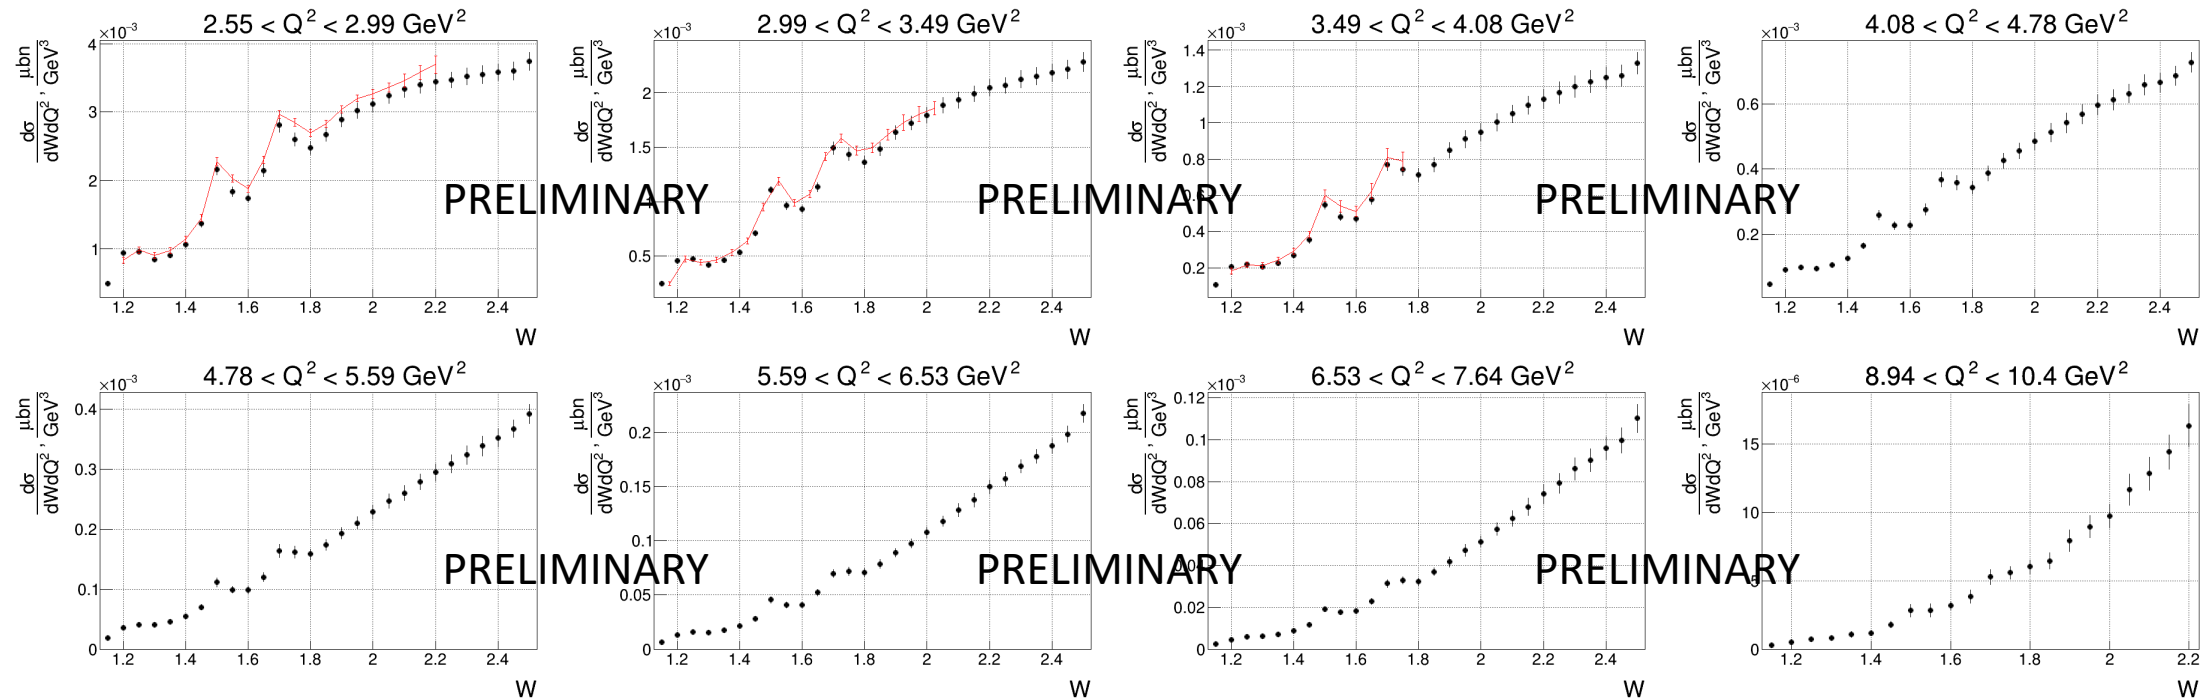 2.55 < Q² < 2.99 GeV²
×10⁻³
dσ/dWdQ², μbn/GeV³
4
3
2
1
1.2 1.4 1.6 1.8 2 2.2 2.4
W
2.99 < Q² < 3.49 GeV²
×10⁻³
dσ/dWdQ², μbn/GeV³
2
1.5
1
0.5
1.2 1.4 1.6 1.8 2 2.2 2.4
W
3.49 < Q² < 4.08 GeV²
×10⁻³
dσ/dWdQ², μbn/GeV³
1.4
1.2
1
0.8
0.6
0.4
0.2
1.2 1.4 1.6 1.8 2 2.2 2.4
W
4.08 < Q² < 4.78 GeV²
×10⁻³
dσ/dWdQ², μbn/GeV³
0.6
0.4
0.2
1.2 1.4 1.6 1.8 2 2.2 2.4
W
PRELIMINARY PRELIMINARY PRELIMINARY
4.78 < Q² < 5.59 GeV²
×10⁻³
dσ/dWdQ², μbn/GeV³
0.4
0.3
0.2
0.1
0
1.2 1.4 1.6 1.8 2 2.2 2.4
W
5.59 < Q² < 6.53 GeV²
×10⁻³
dσ/dWdQ², μbn/GeV³
0.2
0.15
0.1
0.05
0
1.2 1.4 1.6 1.8 2 2.2 2.4
W
6.53 < Q² < 7.64 GeV²
×10⁻³
dσ/dWdQ², μbn/GeV³
0.12
0.1
0.08
0.06
0.04
0.02
0
1.2 1.4 1.6 1.8 2 2.2 2.4
W
8.94 < Q² < 10.4 GeV²
×10⁻⁶
dσ/dWdQ², μbn/GeV³
15
10
5
0
1.2 1.4 1.6 1.8 2 2.2
W
PRELIMINARY PRELIMINARY PRELIMINARY